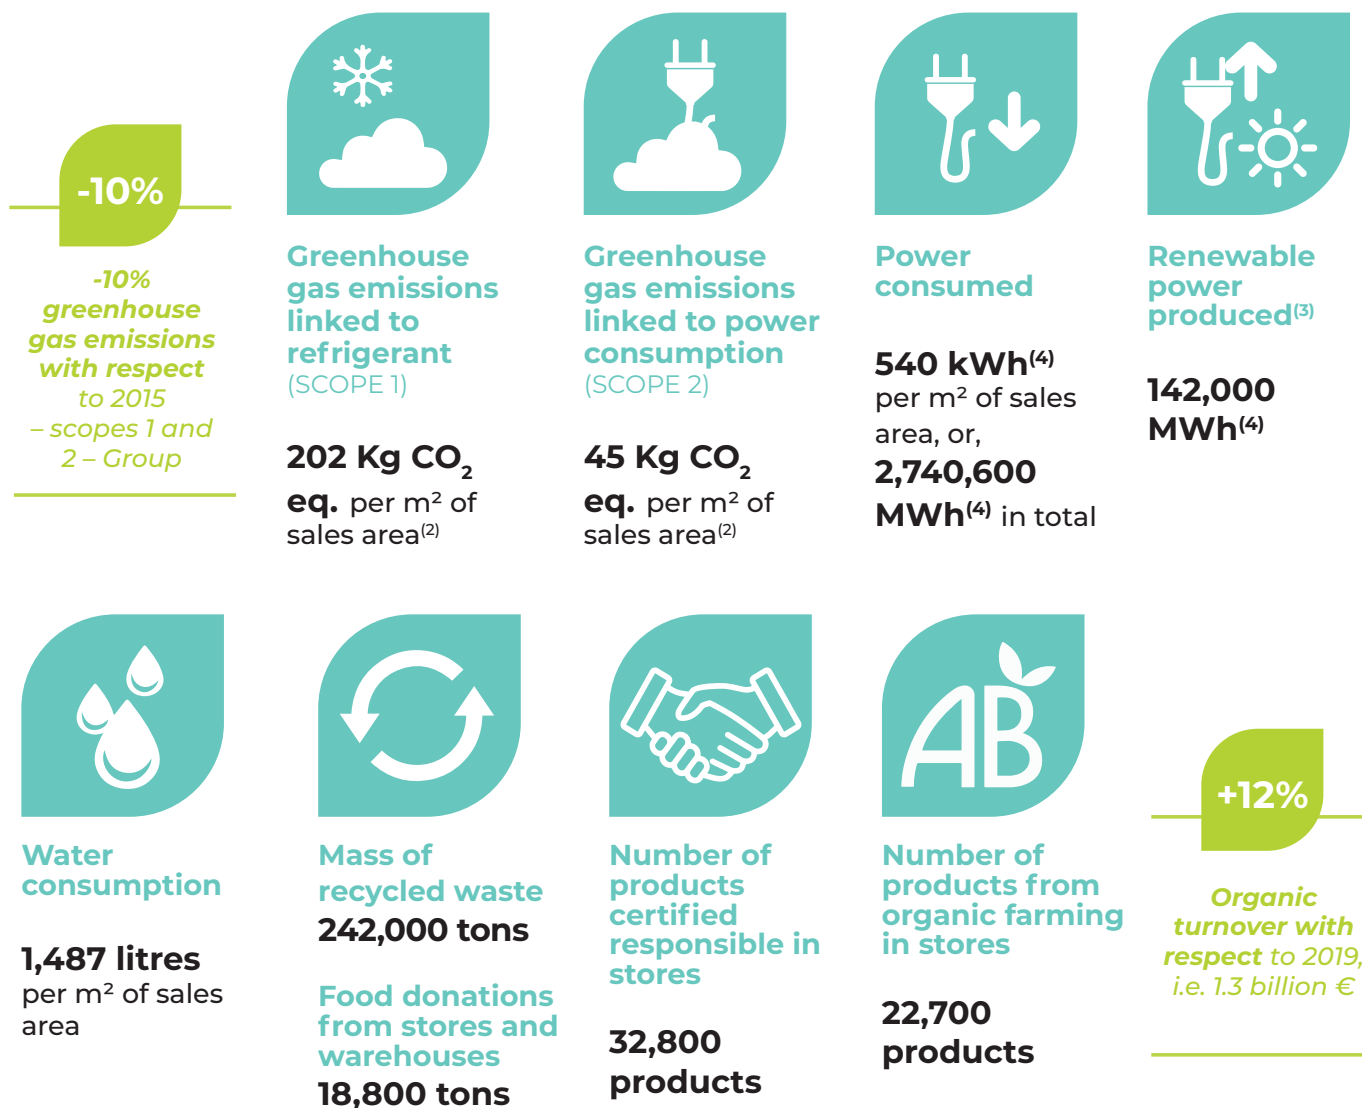 -10%
-10%
greenhouse
gas emissions
with respect
to 2015
– scopes 1 and
2 – Group
Greenhouse
gas emissions
linked to
refrigerant
(SCOPE 1)
202 Kg CO₂
eq. per m² of
sales area⁽²⁾
Greenhouse
gas emissions
linked to power
consumption
(SCOPE 2)
45 Kg CO₂
eq. per m² of
sales area⁽²⁾
Power
consumed
540 kWh⁽⁴⁾
per m² of sales
area, or,
2,740,600
MWh⁽⁴⁾ in total
Renewable
power
produced⁽³⁾
142,000
MWh⁽⁴⁾
Water
consumption
1,487 litres
per m² of sales
area
Mass of
recycled waste
242,000 tons
Food donations
from stores and
warehouses
18,800 tons
Number of
products
certified
responsible in
stores
32,800
products
AB
Number of
products from
organic farming
in stores
22,700
products
+12%
Organic
turnover with
respect to 2019,
i.e. 1.3 billion €